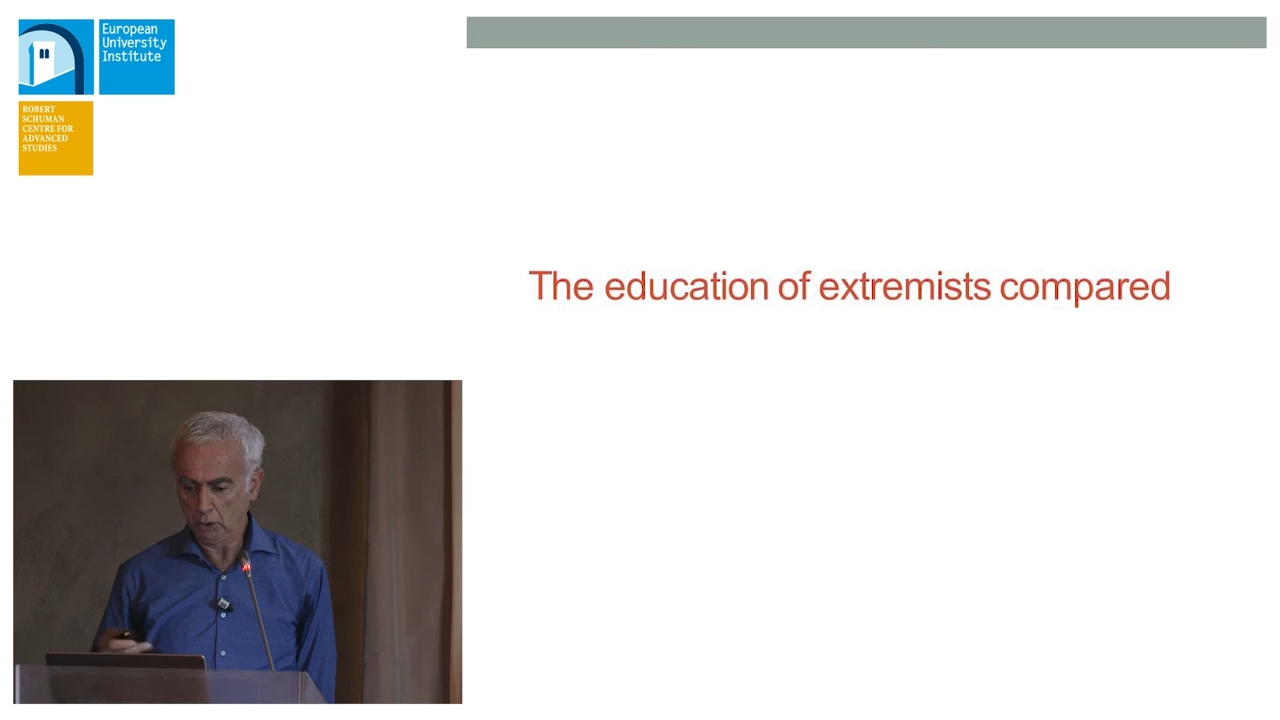 European
University
Institute
ROBERT
SCHUMAN
CENTRE FOR
ADVANCED
STUDIES
The education of extremists compared